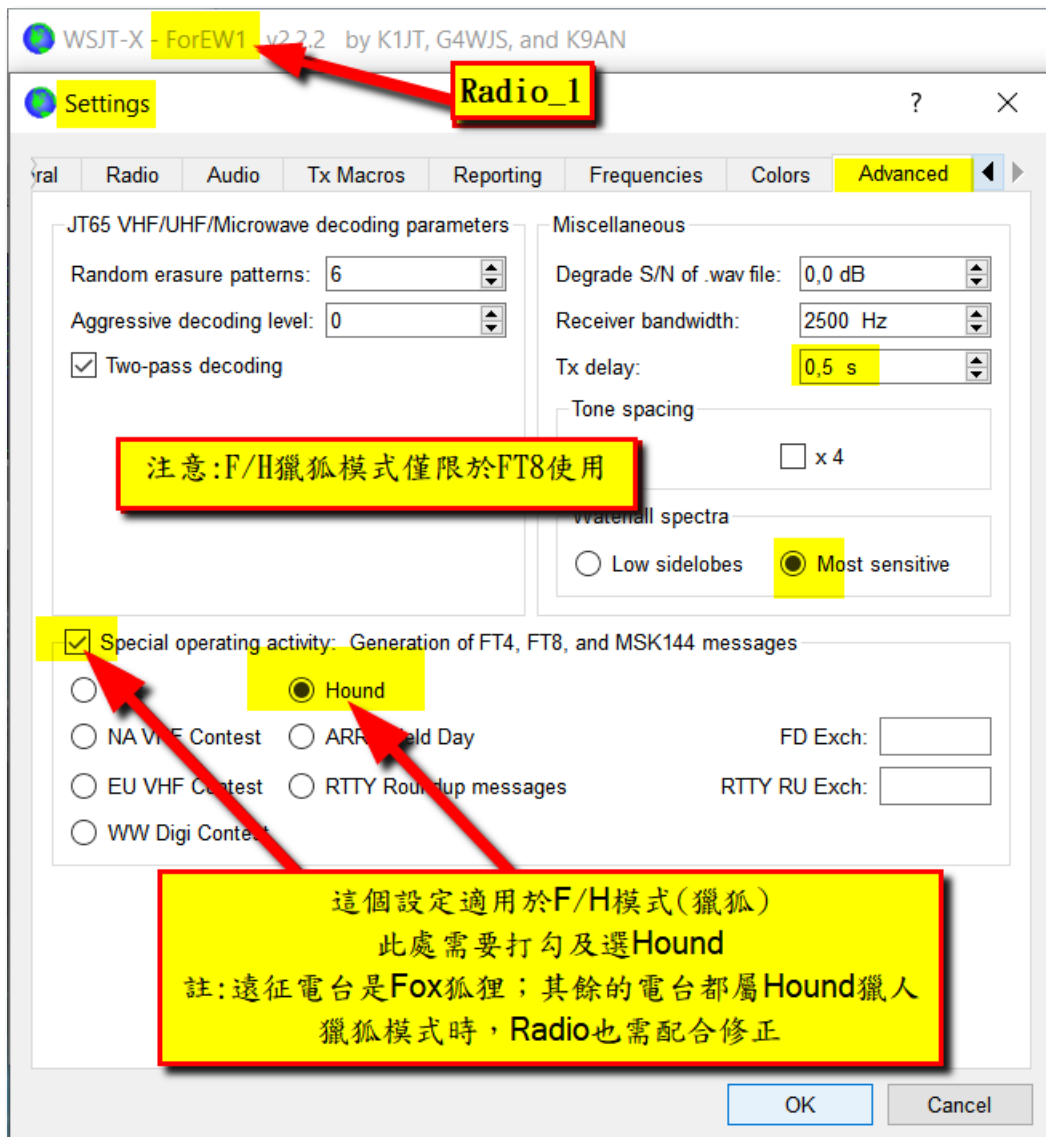 WSJT-X - ForEW1 v2.2.2 by K1JT, G4WJS, and K9AN
Radio_1
Settings
?
ral Radio Audio Tx Macros Reporting Frequencies Colors Advanced
JT65 VHF/UHF/Microwave decoding parameters
Random erasure patterns: 6
Aggressive decoding level: 0
Two-pass decoding
Miscellaneous
Degrade S/N of .wav file: 0,0 dB
Receiver bandwidth: 2500 Hz
Tx delay: 0,5 s
Tone spacing
x 4
注意:F/H獵狐模式僅限於FT8使用
Waterfall spectra
Low sidelobes Most sensitive
Special operating activity: Generation of FT4, FT8, and MSK144 messages
Hound
NA VHF Contest ARRL Field Day FD Exch:
EU VHF Contest RTTY Roundup messages RTTY RU Exch:
WW Digi Contest
這個設定適用於F/H模式(獵狐)
此處需要打勾及選Hound
註:遠征電台是Fox狐狸；其餘的電台都屬Hound獵人
獵狐模式時，Radio也需配合修正
OK Cancel